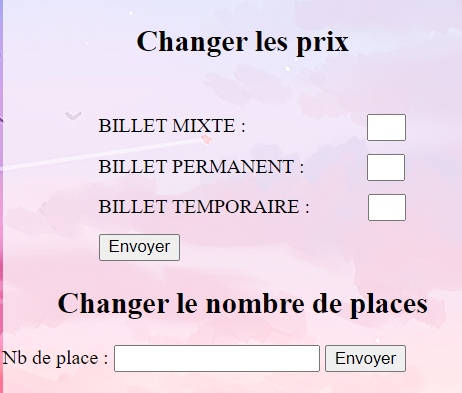 Changer les prix
BILLET MIXTE :
BILLET PERMANENT :
BILLET TEMPORAIRE :
Envoyer
Changer le nombre de places
Nb de place : Envoyer